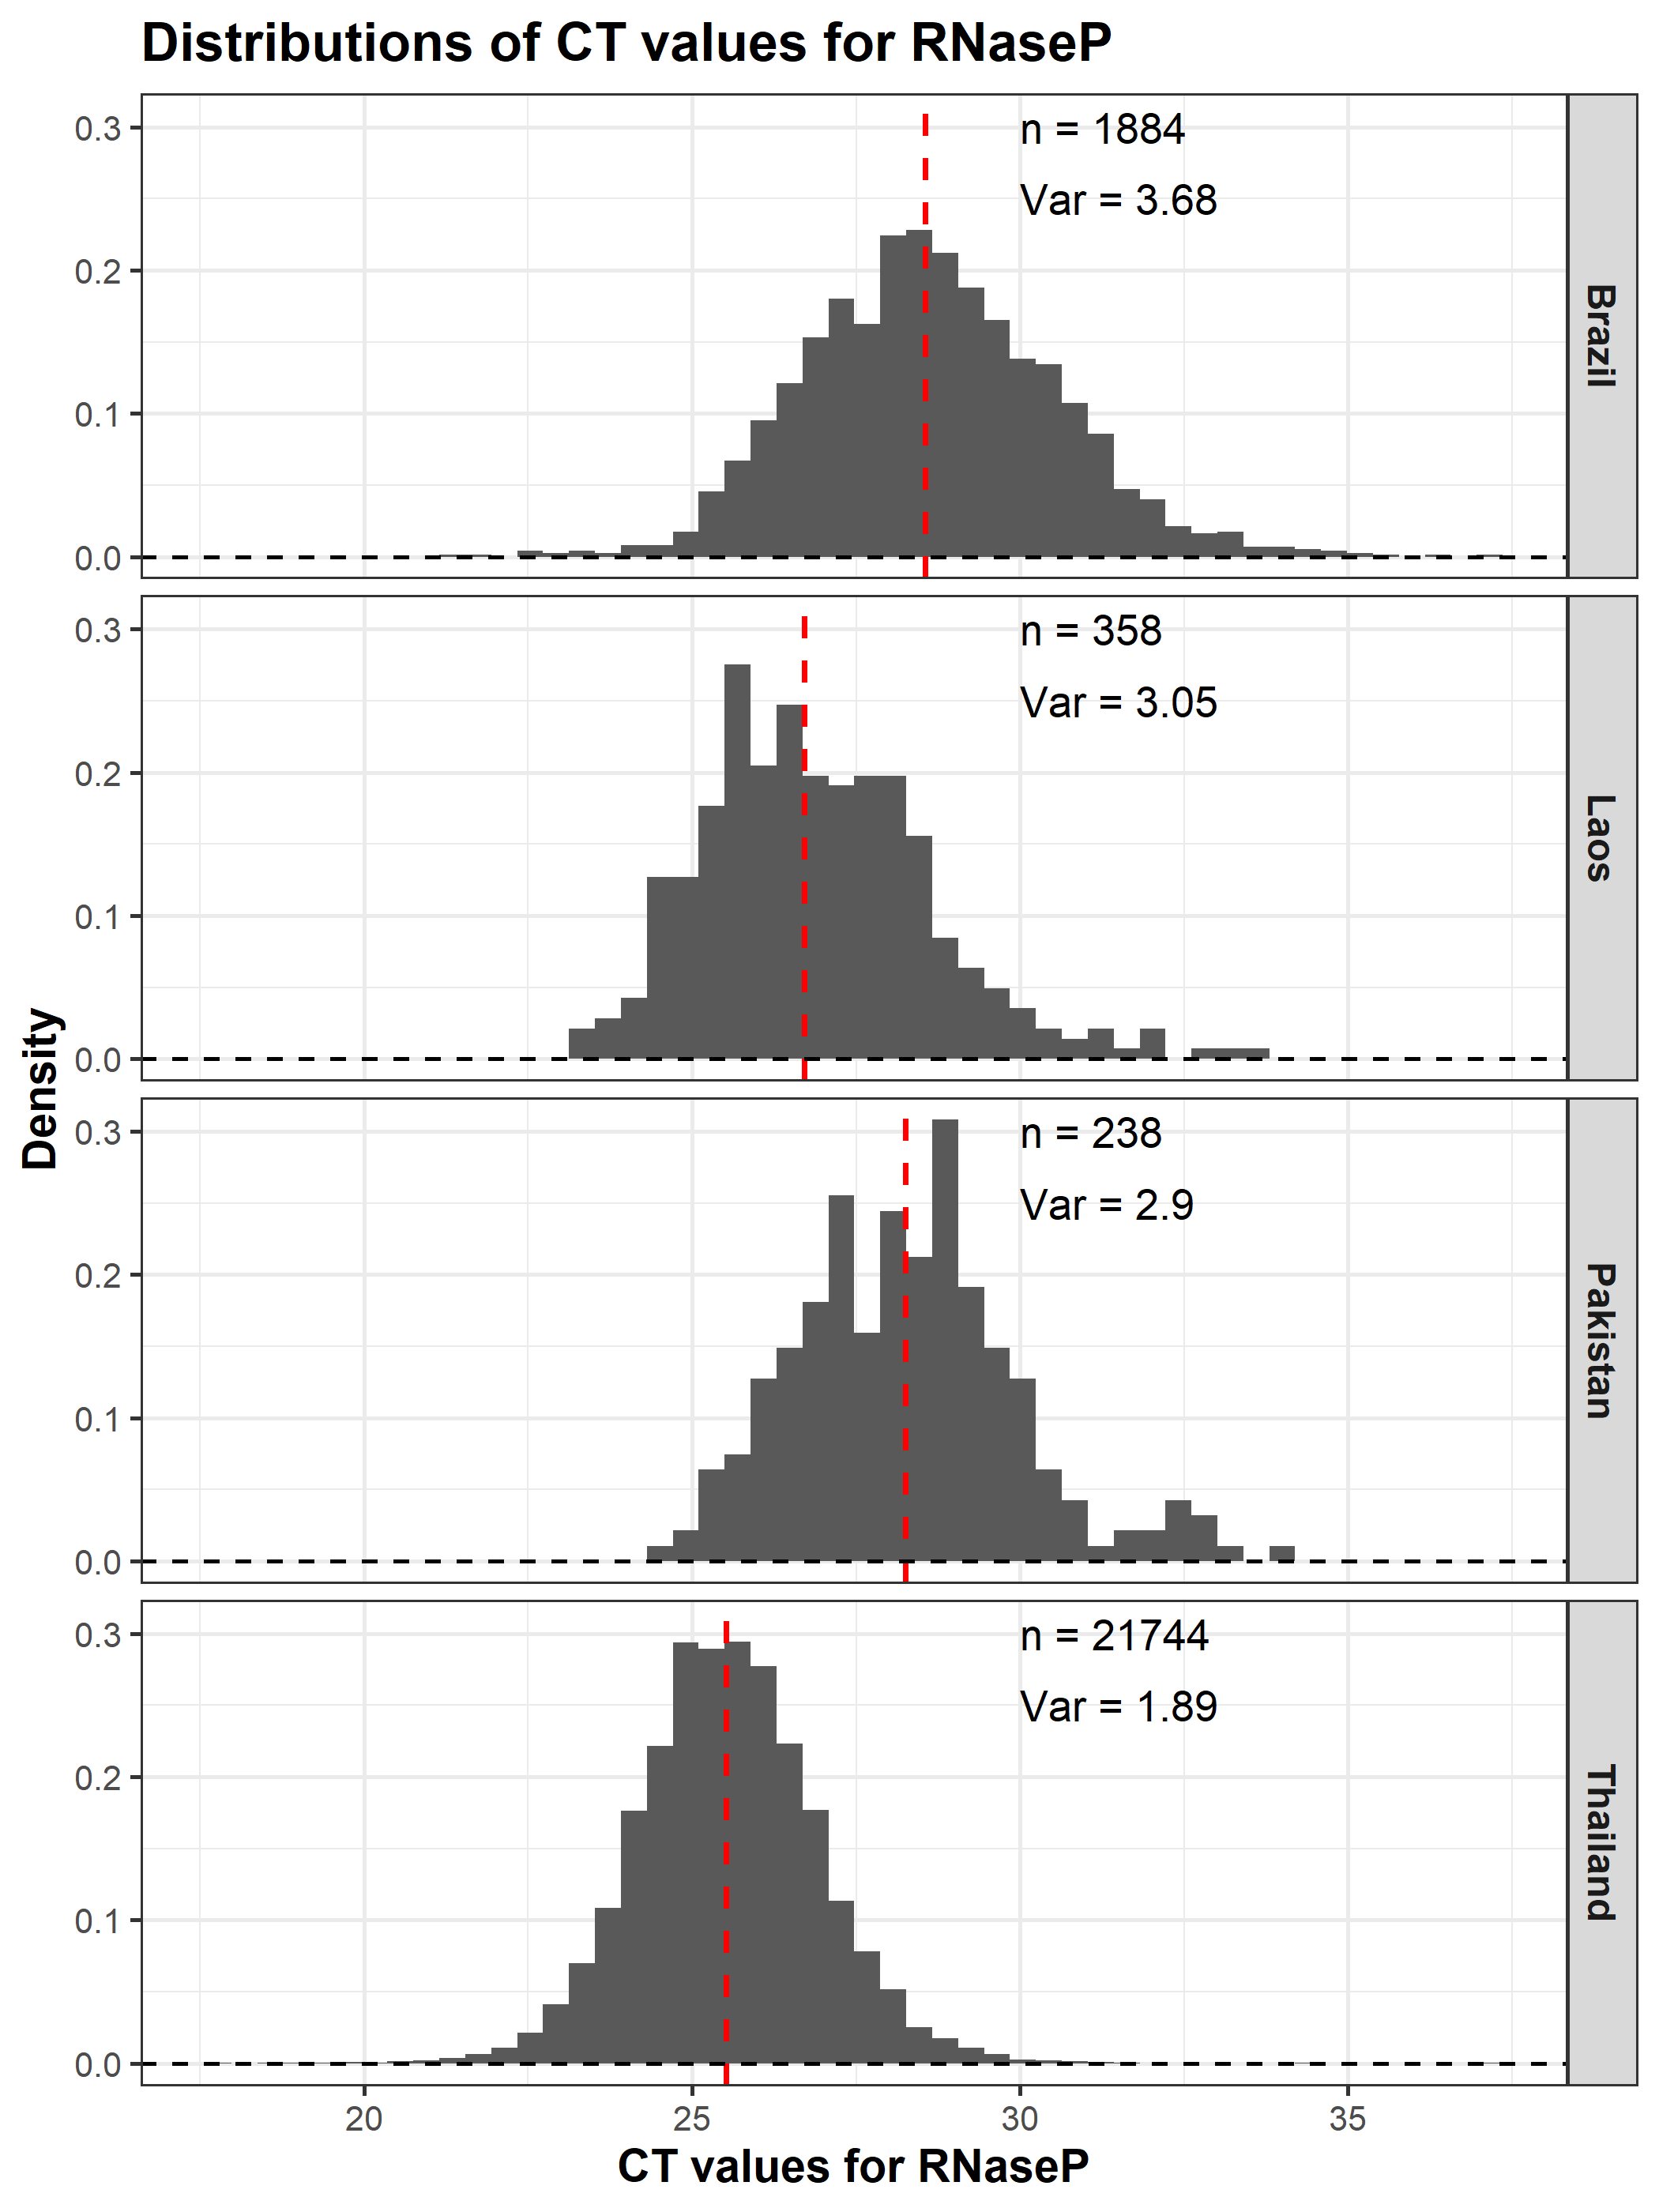 Distributions of CT values for RNaseP
0.3
0.2
0.1
0.0
n = 1884
Var = 3.68
Brazil
0.3
0.2
0.1
0.0
n = 358
Var = 3.05
Laos
Density
0.3
0.2
0.1
0.0
n = 238
Var = 2.9
Pakistan
0.3
0.2
0.1
0.0
n = 21744
Var = 1.89
Thailand
20 25 30 35
CT values for RNaseP